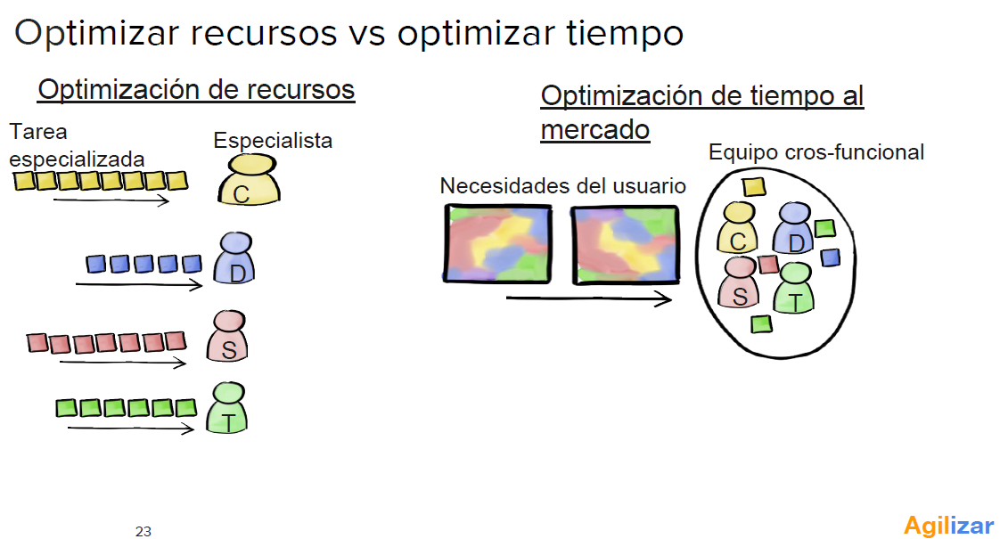 Optimizar recursos vs optimizar tiempo
Optimización de recursos
Tarea
especializada
Especialista
C
D
S
T
Optimización de tiempo al
mercado
Necesidades del usuario
Equipo cros-funcional
C
D
S
T
23
Agilizar